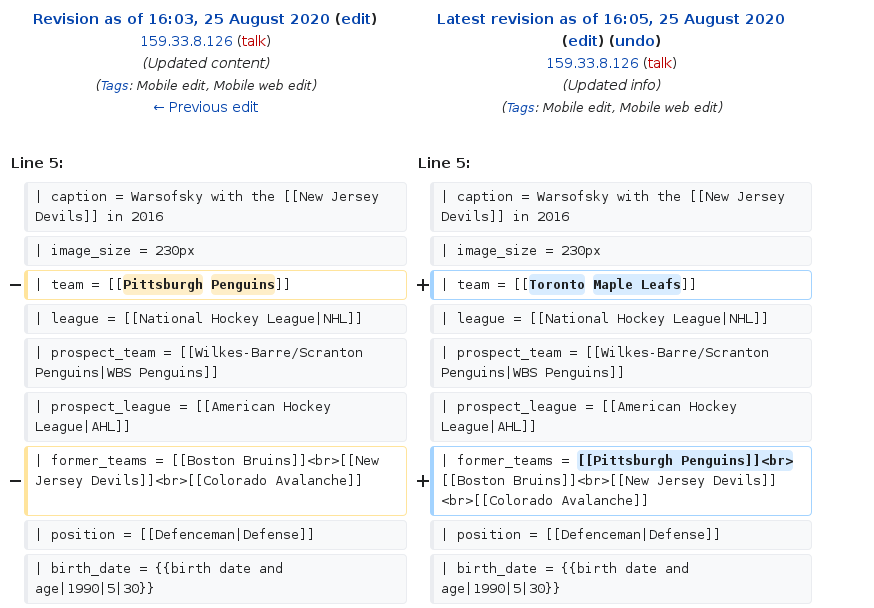 Revision as of 16:03, 25 August 2020 (edit)
159.33.8.126 (talk)
(Updated content)
(Tags: Mobile edit, Mobile web edit)
← Previous edit
Latest revision as of 16:05, 25 August 2020
(edit) (undo)
159.33.8.126 (talk)
(Updated info)
(Tags: Mobile edit, Mobile web edit)
Line 5:
Line 5:
| caption = Warsofsky with the [[New Jersey
Devils]] in 2016
| caption = Warsofsky with the [[New Jersey
Devils]] in 2016
| image_size = 230px
| image_size = 230px
− | team = [[Pittsburgh Penguins]]
+ | team = [[Toronto Maple Leafs]]
| league = [[National Hockey League|NHL]]
| league = [[National Hockey League|NHL]]
| prospect_team = [[Wilkes-Barre/Scranton
Penguins|WBS Penguins]]
| prospect_team = [[Wilkes-Barre/Scranton
Penguins|WBS Penguins]]
| prospect_league = [[American Hockey
League|AHL]]
| prospect_league = [[American Hockey
League|AHL]]
− | former_teams = [[Boston Bruins]]<br>[[New
Jersey Devils]]<br>[[Colorado Avalanche]]
+ | former_teams = [[Pittsburgh Penguins]]<br>
[[Boston Bruins]]<br>[[New Jersey Devils]]
<br>[[Colorado Avalanche]]
| position = [[Defenceman|Defense]]
| position = [[Defenceman|Defense]]
| birth_date = {{birth date and
age|1990|5|30}}
| birth_date = {{birth date and
age|1990|5|30}}